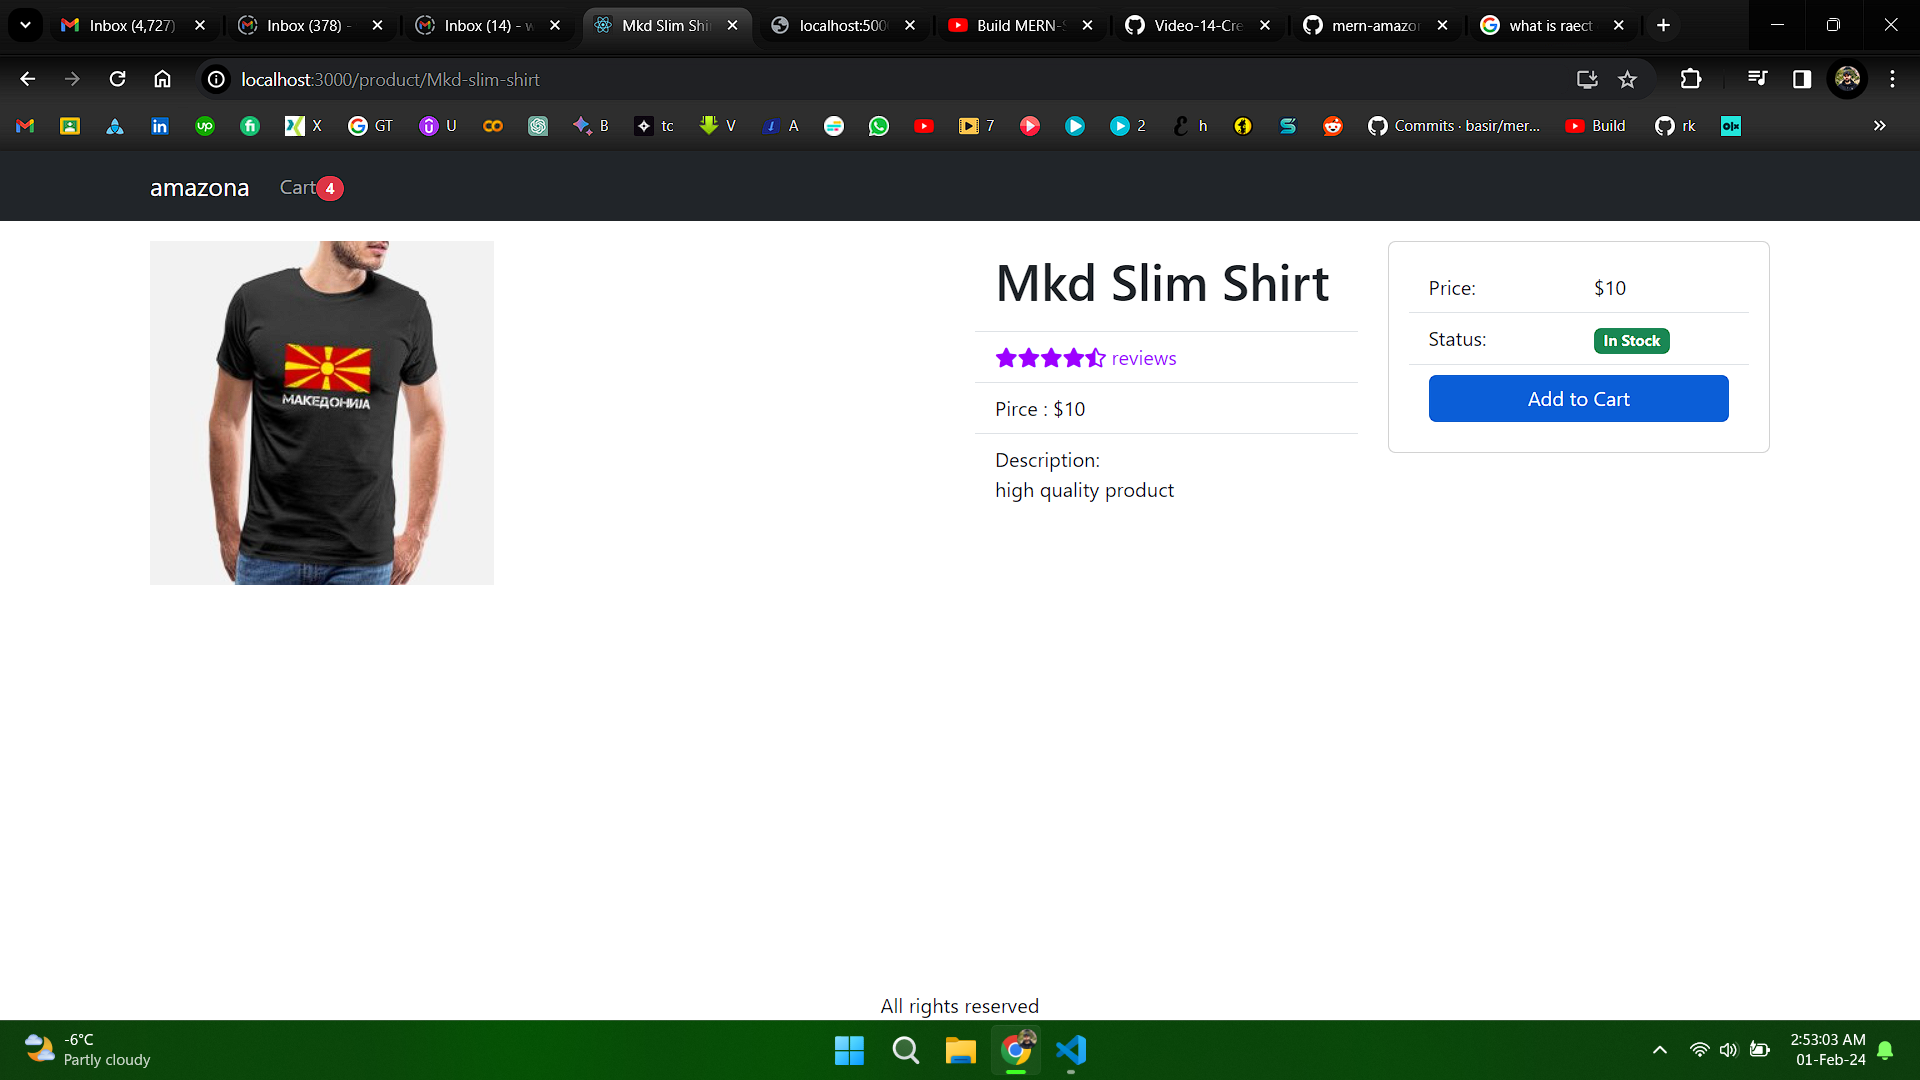 Inbox (4,727)
Inbox (378) -
Inbox (14) - w
Mkd Slim Shi
localhost:500
Build MERN-S
Video-14-Cre
mern-amazo
what is raect
localhost:3000/product/Mkd-slim-shirt
X
GT
U
B
tc
V
A
7
2
h
Commits · basir/mer...
Build
rk
olx
amazona
Cart 4
МАКЕДОНИЈА
Mkd Slim Shirt
reviews
Pirce : $10
Description:
high quality product
Price: $10
Status: In Stock
Add to Cart
All rights reserved
-6°C
Partly cloudy
2:53:03 AM
01-Feb-24